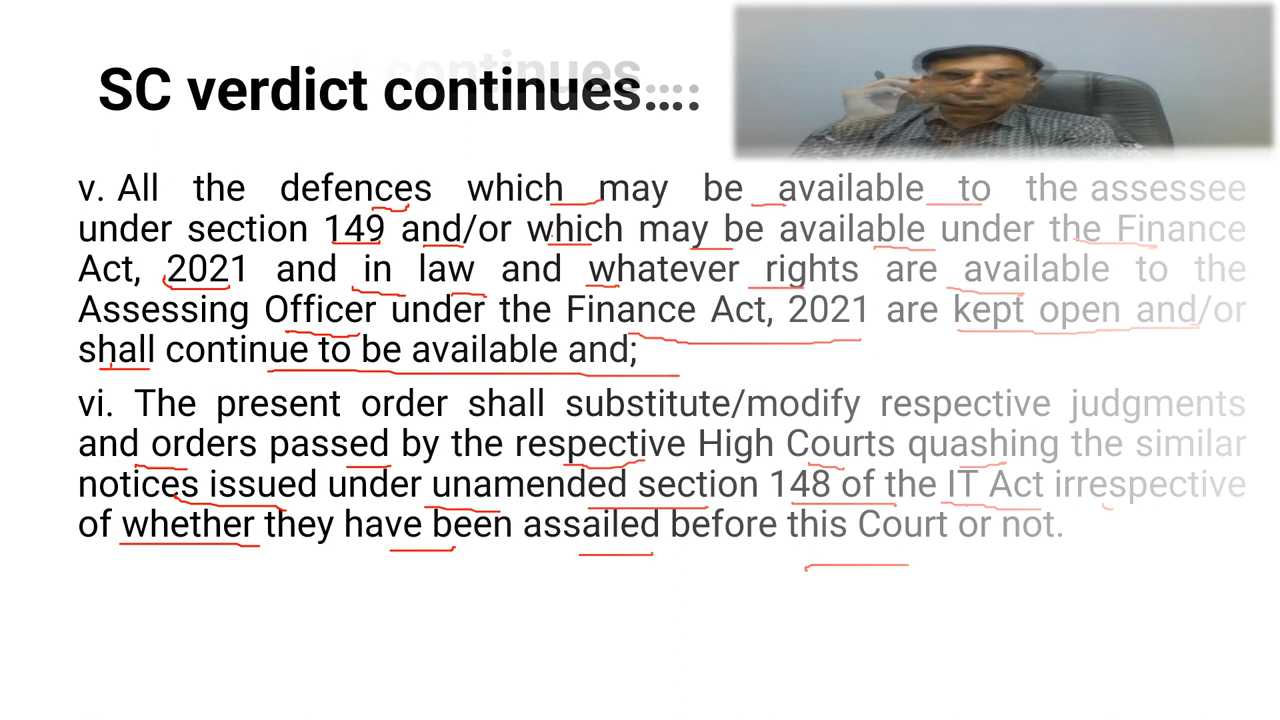 SC verdict continues....
v. All the defences which may be available to the assessee
under section 149 and/or which may be available under the Finance
Act, 2021 and in law and whatever rights are available to the
Assessing Officer under the Finance Act, 2021 are kept open and/or
shall continue to be available and;
vi. The present order shall substitute/modify respective judgments
and orders passed by the respective High Courts quashing the similar
notices issued under unamended section 148 of the IT Act irrespective
of whether they have been assailed before this Court or not.